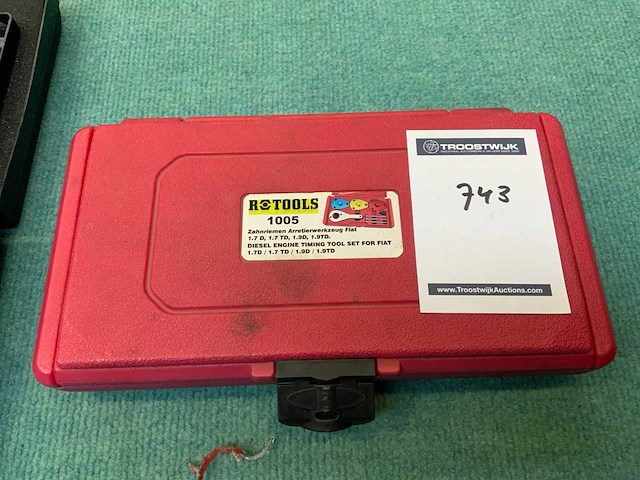 R TOOLS
1005
Zahnriemen Arretierwerkzeug Fiat
1.7 D, 1.7 TD, 1.9D, 1.9TD.
DIESEL ENGINE TIMING TOOL SET FOR FIAT
1.7D / 1.7 TD / 1.9D / 1.9TD
TROOSTWIJK
743
www.TroostwijkAuctions.com